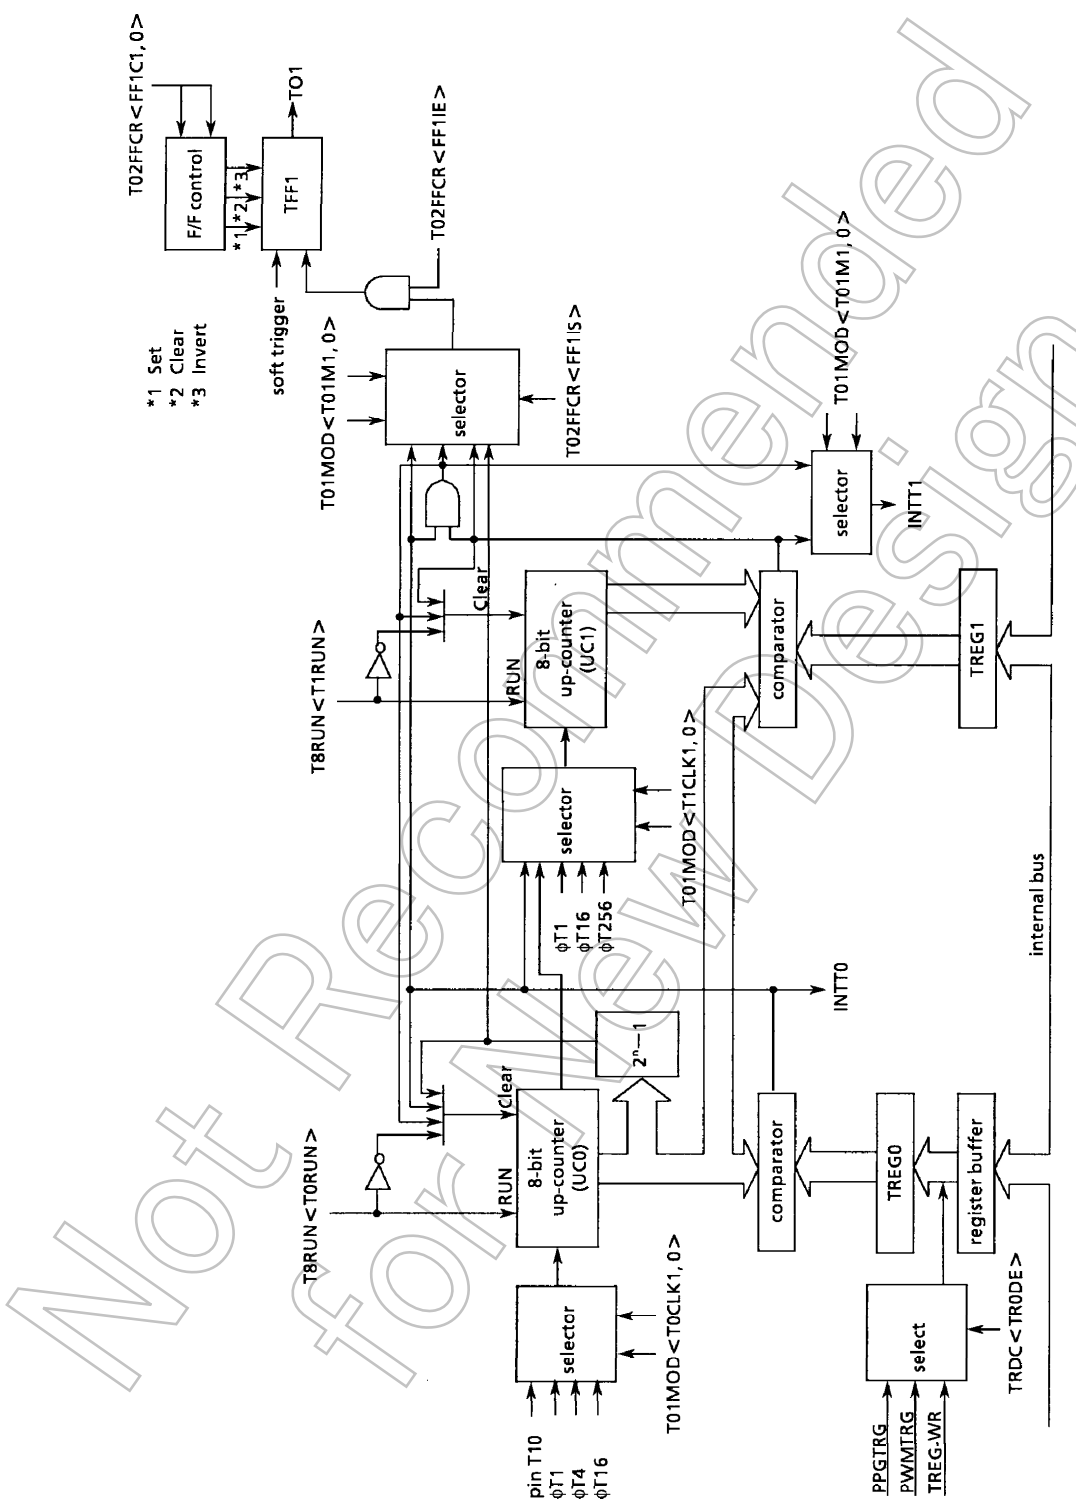 T02FFCR<FF1C1, 0>
F/F control
*1
*2
*3
TFF1
TO1
*1 Set
*2 Clear
*3 Invert
soft trigger
T02FFCR<FF1IE>
T01MOD<T01M1, 0>
selector
T02FFCR<FF1IS>
T01MOD<T01M1, 0>
selector
INTT1
T8RUN<T1RUN>
Clear
RUN
8-bit
up-counter
(UC1)
comparator
TREG1
selector
ϕT1
ϕT16
ϕT256
T01MOD<T1CLK1, 0>
T8RUN<T0RUN>
Clear
RUN
8-bit
up-counter
(UC0)
2ⁿ—1
INTT0
comparator
TREG0
register buffer
internal bus
selector
pin T10
ϕT1
ϕT4
ϕT16
T01MOD<T0CLK1, 0>
select
PPGTRG
PWMTRG
TREG-WR
TRDC<TR0DE>
Not Recommended
for New Design